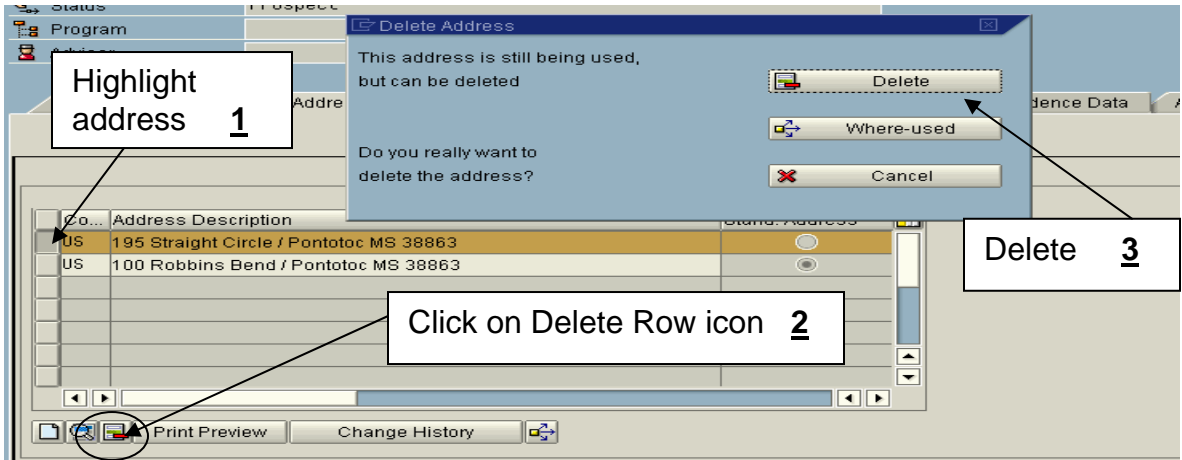 Status Prospect
Program
Delete Address
This address is still being used,
but can be deleted
Delete
Where-used
Do you really want to
delete the address?
Cancel
Highlight
address 1
Addre
dence Data
Co... Address Description Stand. Address
US 195 Straight Circle / Pontotoc MS 38863
US 100 Robbins Bend / Pontotoc MS 38863
Delete 3
Click on Delete Row icon 2
Print Preview Change History